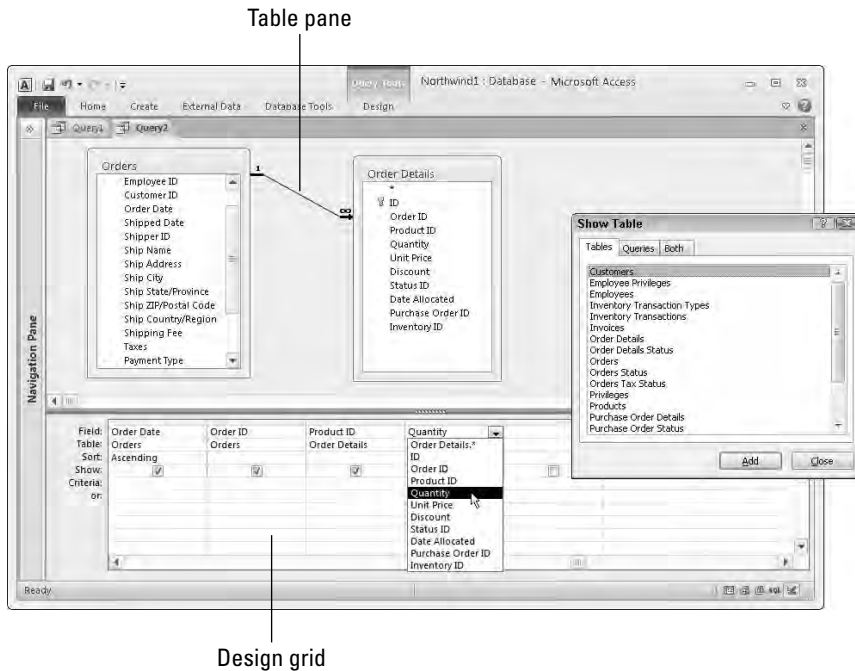 Table pane
Query Tools
Northwind1 : Database - Microsoft Access
File Home Create External Data Database Tools Design
Query1 Query2
Orders
Employee ID
Customer ID
Order Date
Shipped Date
Shipper ID
Ship Name
Ship Address
Ship City
Ship State/Province
Ship ZIP/Postal Code
Ship Country/Region
Shipping Fee
Taxes
Payment Type
1
∞
Order Details
*
ID
Order ID
Product ID
Quantity
Unit Price
Discount
Status ID
Date Allocated
Purchase Order ID
Inventory ID
Show Table
Tables Queries Both
Customers
Employee Privileges
Employees
Inventory Transaction Types
Inventory Transactions
Invoices
Order Details
Order Details Status
Orders
Orders Status
Orders Tax Status
Privileges
Products
Purchase Order Details
Purchase Order Status
Add Close
Navigation Pane
Field: Order Date Order ID Product ID Quantity
Table: Orders Orders Order Details
Sort: Ascending
Show:
Criteria:
or:
Order Details.*
ID
Order ID
Product ID
Quantity
Unit Price
Discount
Status ID
Date Allocated
Purchase Order ID
Inventory ID
Ready
SQL
Design grid